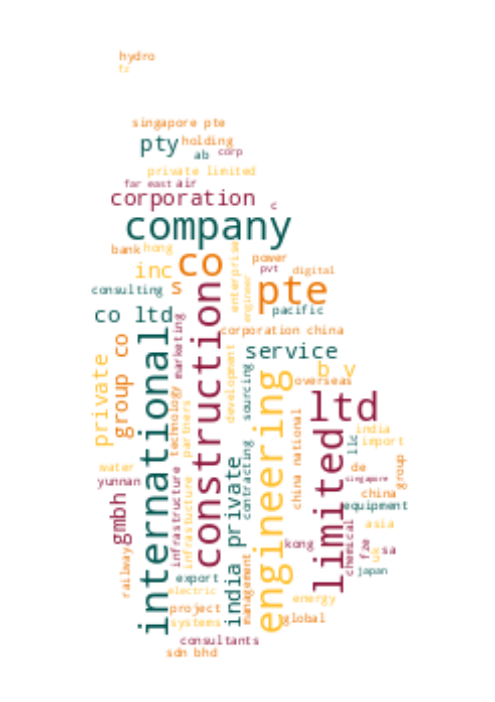 hydro
fz
singapore pte
pty
holding
ab
corp
private limited
far east
air
corporation
c
company
bank
hong
co
enterprise
power
inc
pvt
digital
consulting
s
engineer
pte
pacific
co ltd
construction
marketing
corporation china
international
service
private
group co
development
sourcing
b v
overseas
engineering
ltd
technology
partners
china national
india
llc
import
limited
water
yunnan
gmbh
infrastructure
infrastucture
india private
contracting
de
group
singapore
china
equipment
asia
kong
chemical
fze
uk
sa
japan
railway
export
electric
management
energy
project
systems
global
consultants
sdn bhd